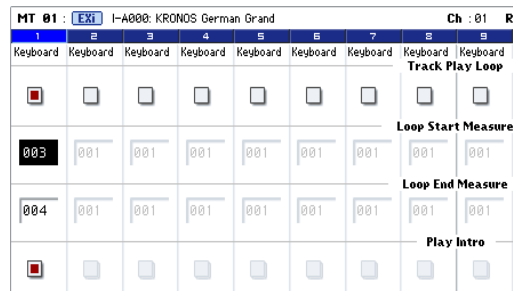 MT 01 : EXi I-A000: KRONOS German Grand Ch : 01 R
1 2 3 4 5 6 7 8 9
Keyboard Keyboard Keyboard Keyboard Keyboard Keyboard Keyboard Keyboard Keyboard
Track Play Loop
Loop Start Measure
003 001 001 001 001 001 001 001 001
Loop End Measure
004 001 001 001 001 001 001 001 001
Play Intro